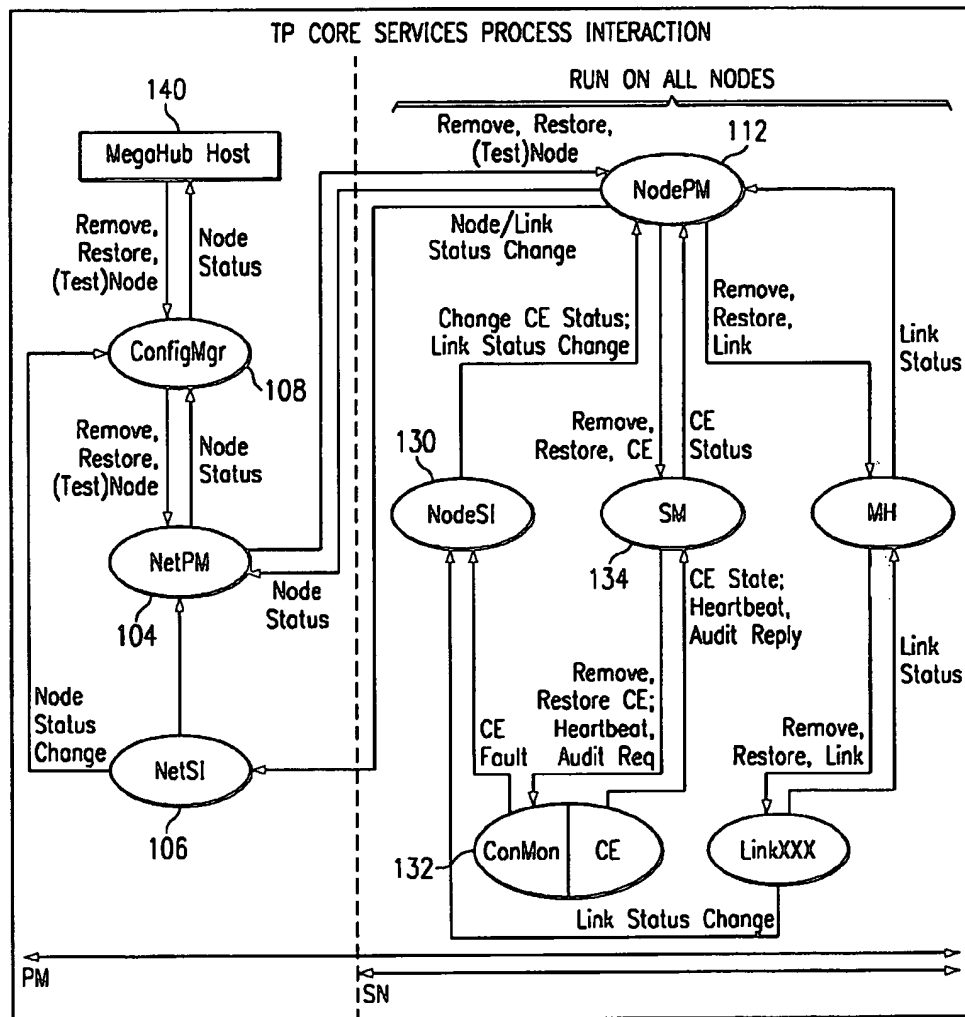 TP CORE SERVICES PROCESS INTERACTION
RUN ON ALL NODES
140
MegaHub Host
Remove,
Restore,
(Test)Node
Node
Status
ConfigMgr
108
Remove,
Restore,
(Test)Node
Node
Status
NetPM
104
Node
Status
Change
NetSI
106
Remove, Restore,
(Test)Node
112
NodePM
Node/Link
Status Change
Node
Status
Change CE Status;
Link Status Change
Remove,
Restore,
Link
Link
Status
Remove,
Restore, CE
CE
Status
130
NodeSI
SM
134
MH
CE State;
Heartbeat,
Audit Reply
Link
Status
Remove,
Restore CE;
Heartbeat,
Audit Req
CE
Fault
Remove,
Restore, Link
132
ConMon
CE
LinkXXX
Link Status Change
PM
SN